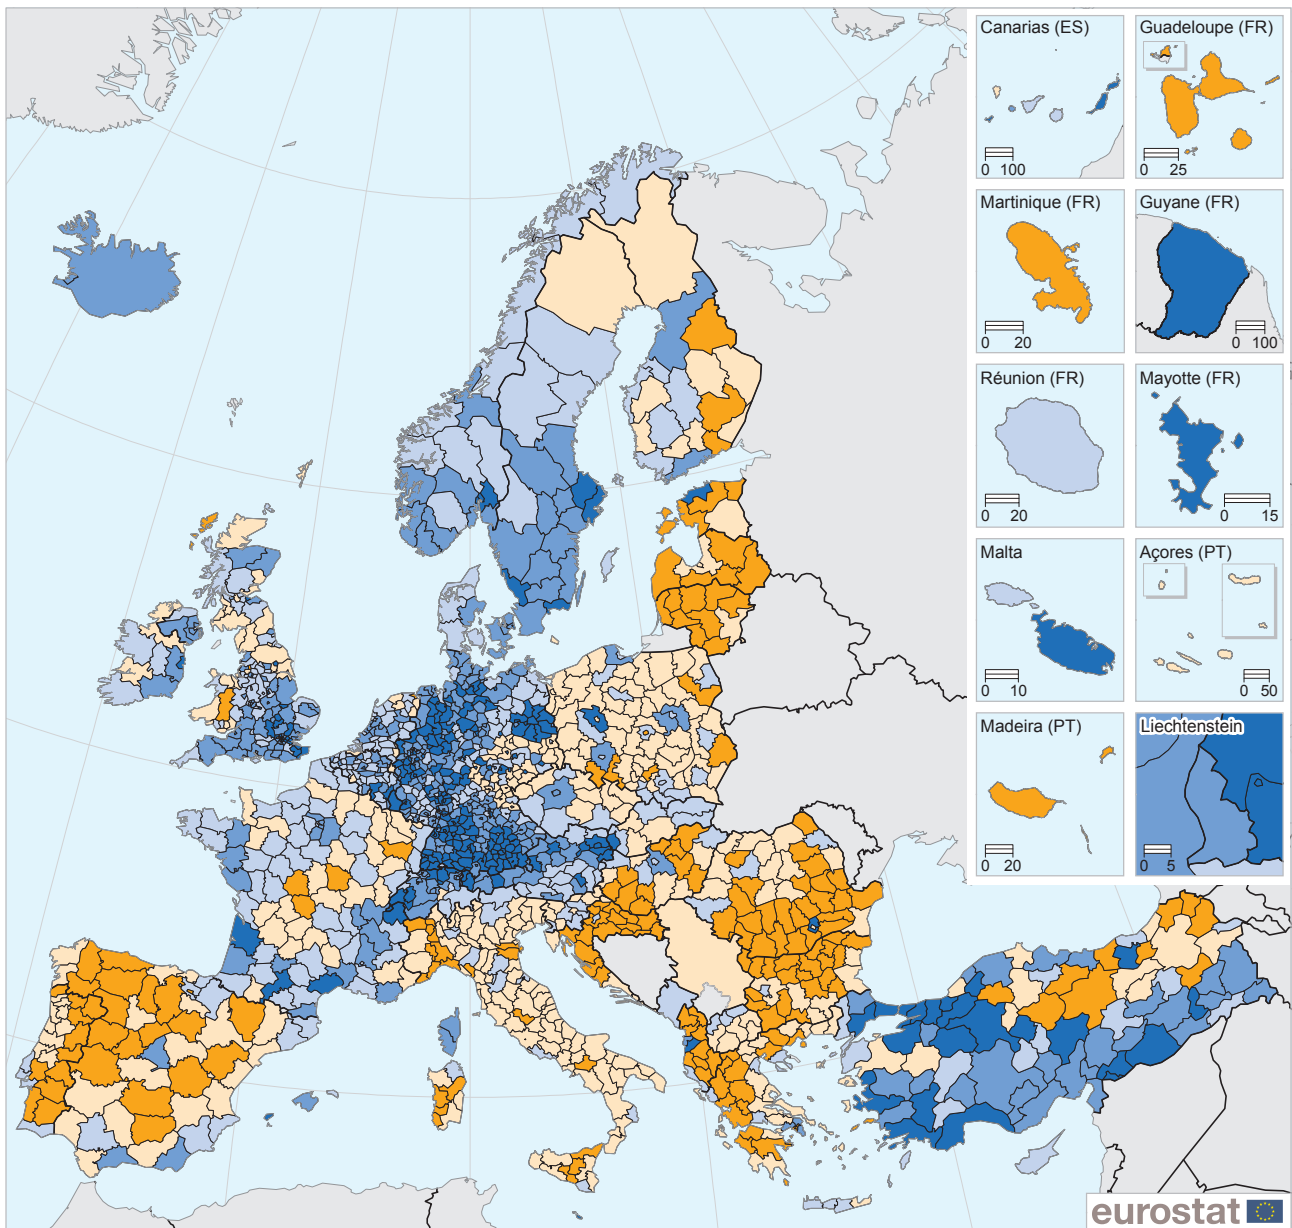 Canarias (ES)
0 100
Guadeloupe (FR)
0 25
Martinique (FR)
0 20
Guyane (FR)
0 100
Réunion (FR)
0 20
Mayotte (FR)
0 15
Malta
0 10
Açores (PT)
0 50
Madeira (PT)
0 20
Liechtenstein
0 5
eurostat